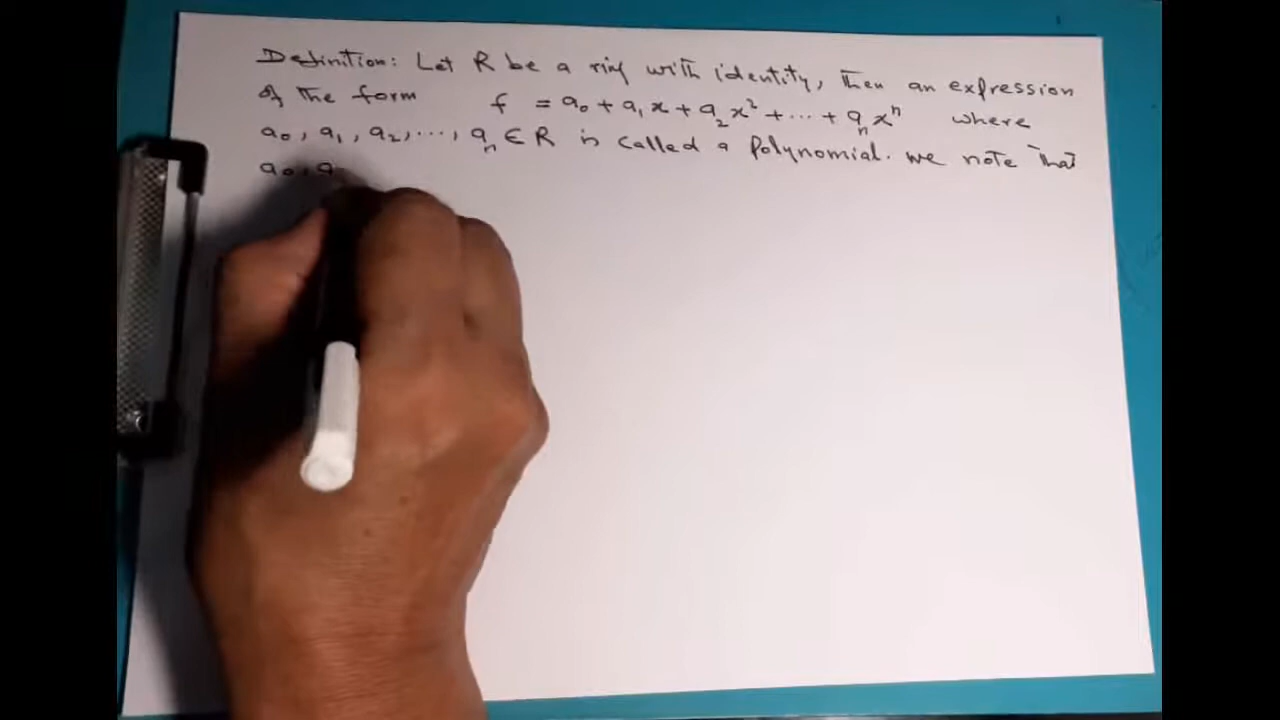 Definition: Let R be a ring with identity, then an expression
of the form f = a₀ + a₁x + a₂x² + ... + aₙxⁿ where
a₀, a₁, a₂, ..., aₙ ∈ R is called a polynomial. we note that
a₀, a